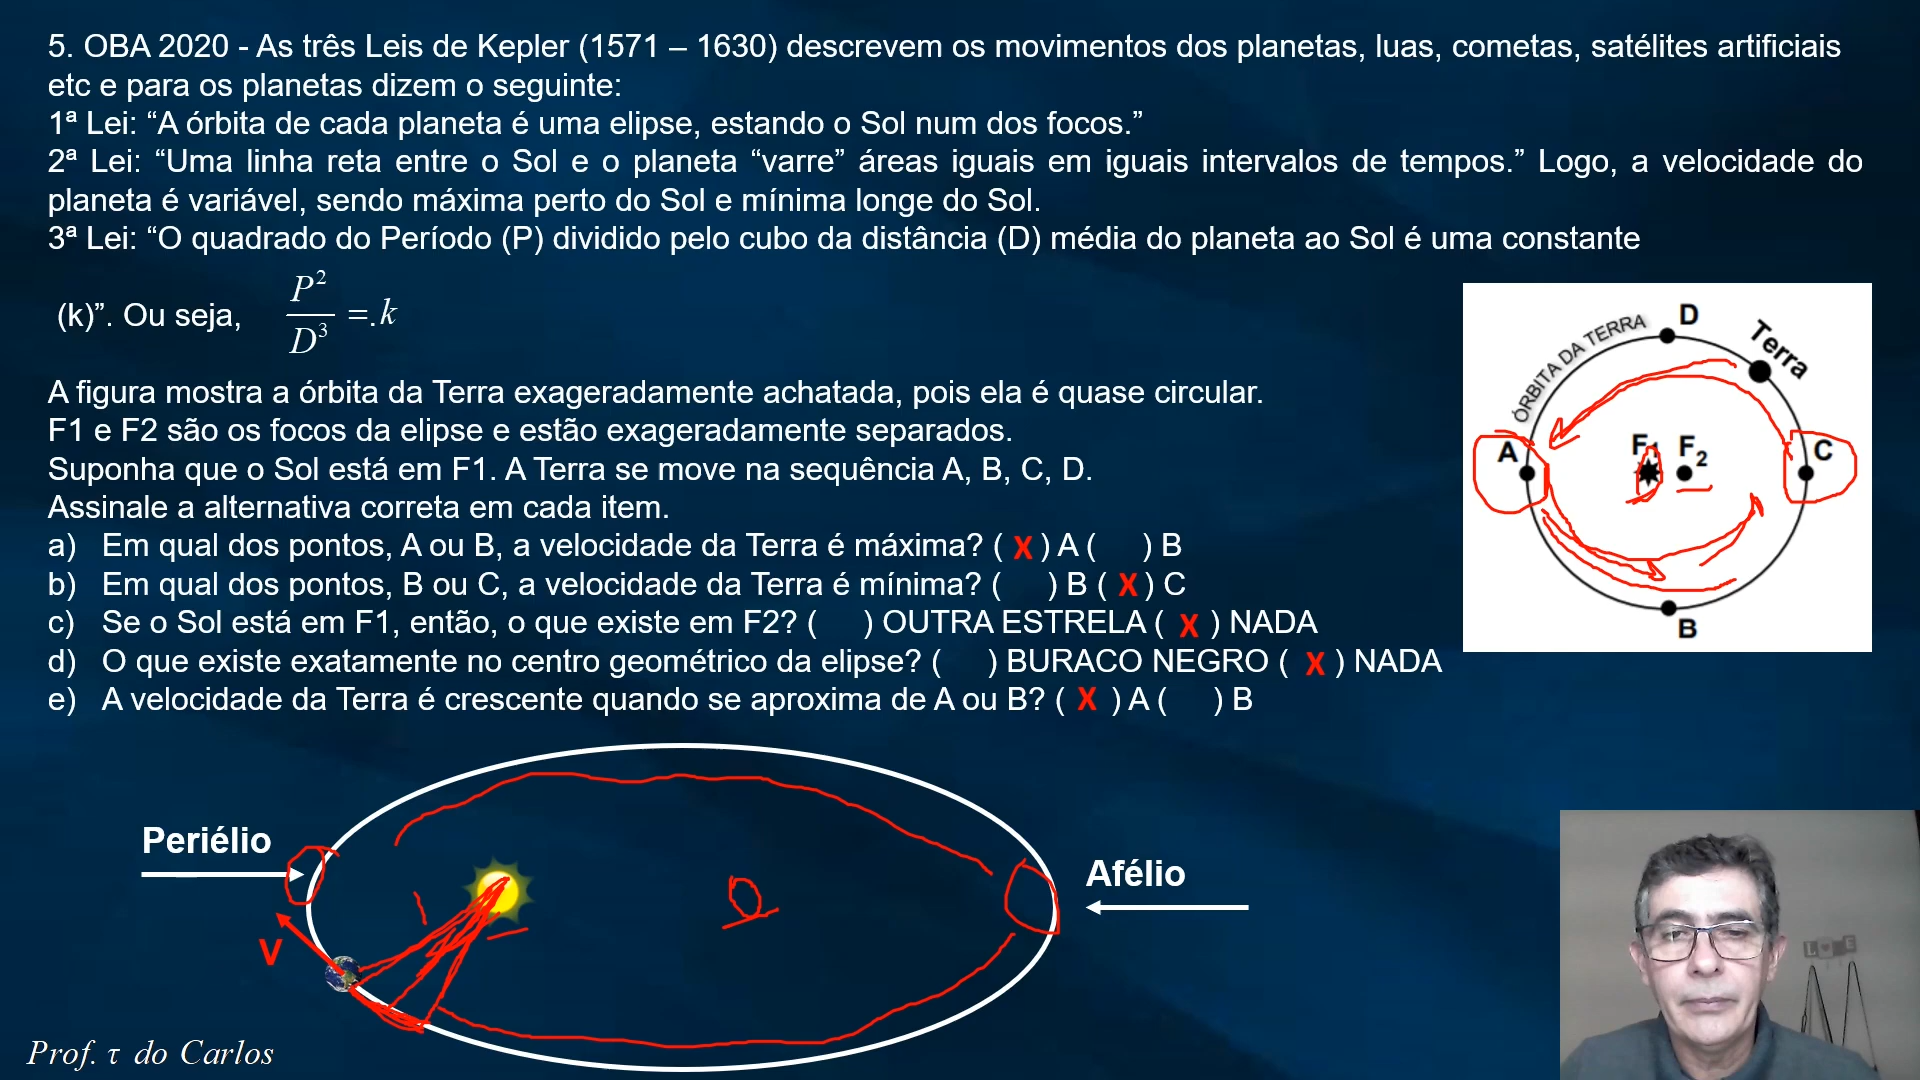 5. OBA 2020 - As três Leis de Kepler (1571 – 1630) descrevem os movimentos dos planetas, luas, cometas, satélites artificiais
etc e para os planetas dizem o seguinte:
1ª Lei: “A órbita de cada planeta é uma elipse, estando o Sol num dos focos.”
2ª Lei: “Uma linha reta entre o Sol e o planeta “varre” áreas iguais em iguais intervalos de tempos.” Logo, a velocidade do
planeta é variável, sendo máxima perto do Sol e mínima longe do Sol.
3ª Lei: “O quadrado do Período (P) dividido pelo cubo da distância (D) média do planeta ao Sol é uma constante
(k)”. Ou seja, P²/D³ =.k
A figura mostra a órbita da Terra exageradamente achatada, pois ela é quase circular.
F1 e F2 são os focos da elipse e estão exageradamente separados.
Suponha que o Sol está em F1. A Terra se move na sequência A, B, C, D.
Assinale a alternativa correta em cada item.
a) Em qual dos pontos, A ou B, a velocidade da Terra é máxima? ( X ) A ( ) B
b) Em qual dos pontos, B ou C, a velocidade da Terra é mínima? ( ) B ( X ) C
c) Se o Sol está em F1, então, o que existe em F2? ( ) OUTRA ESTRELA ( X ) NADA
d) O que existe exatamente no centro geométrico da elipse? ( ) BURACO NEGRO ( X ) NADA
e) A velocidade da Terra é crescente quando se aproxima de A ou B? ( X ) A ( ) B
D
ÓRBITA DA TERRA
Terra
A
F1
F2
C
B
Periélio
Afélio
V
Prof. τ do Carlos